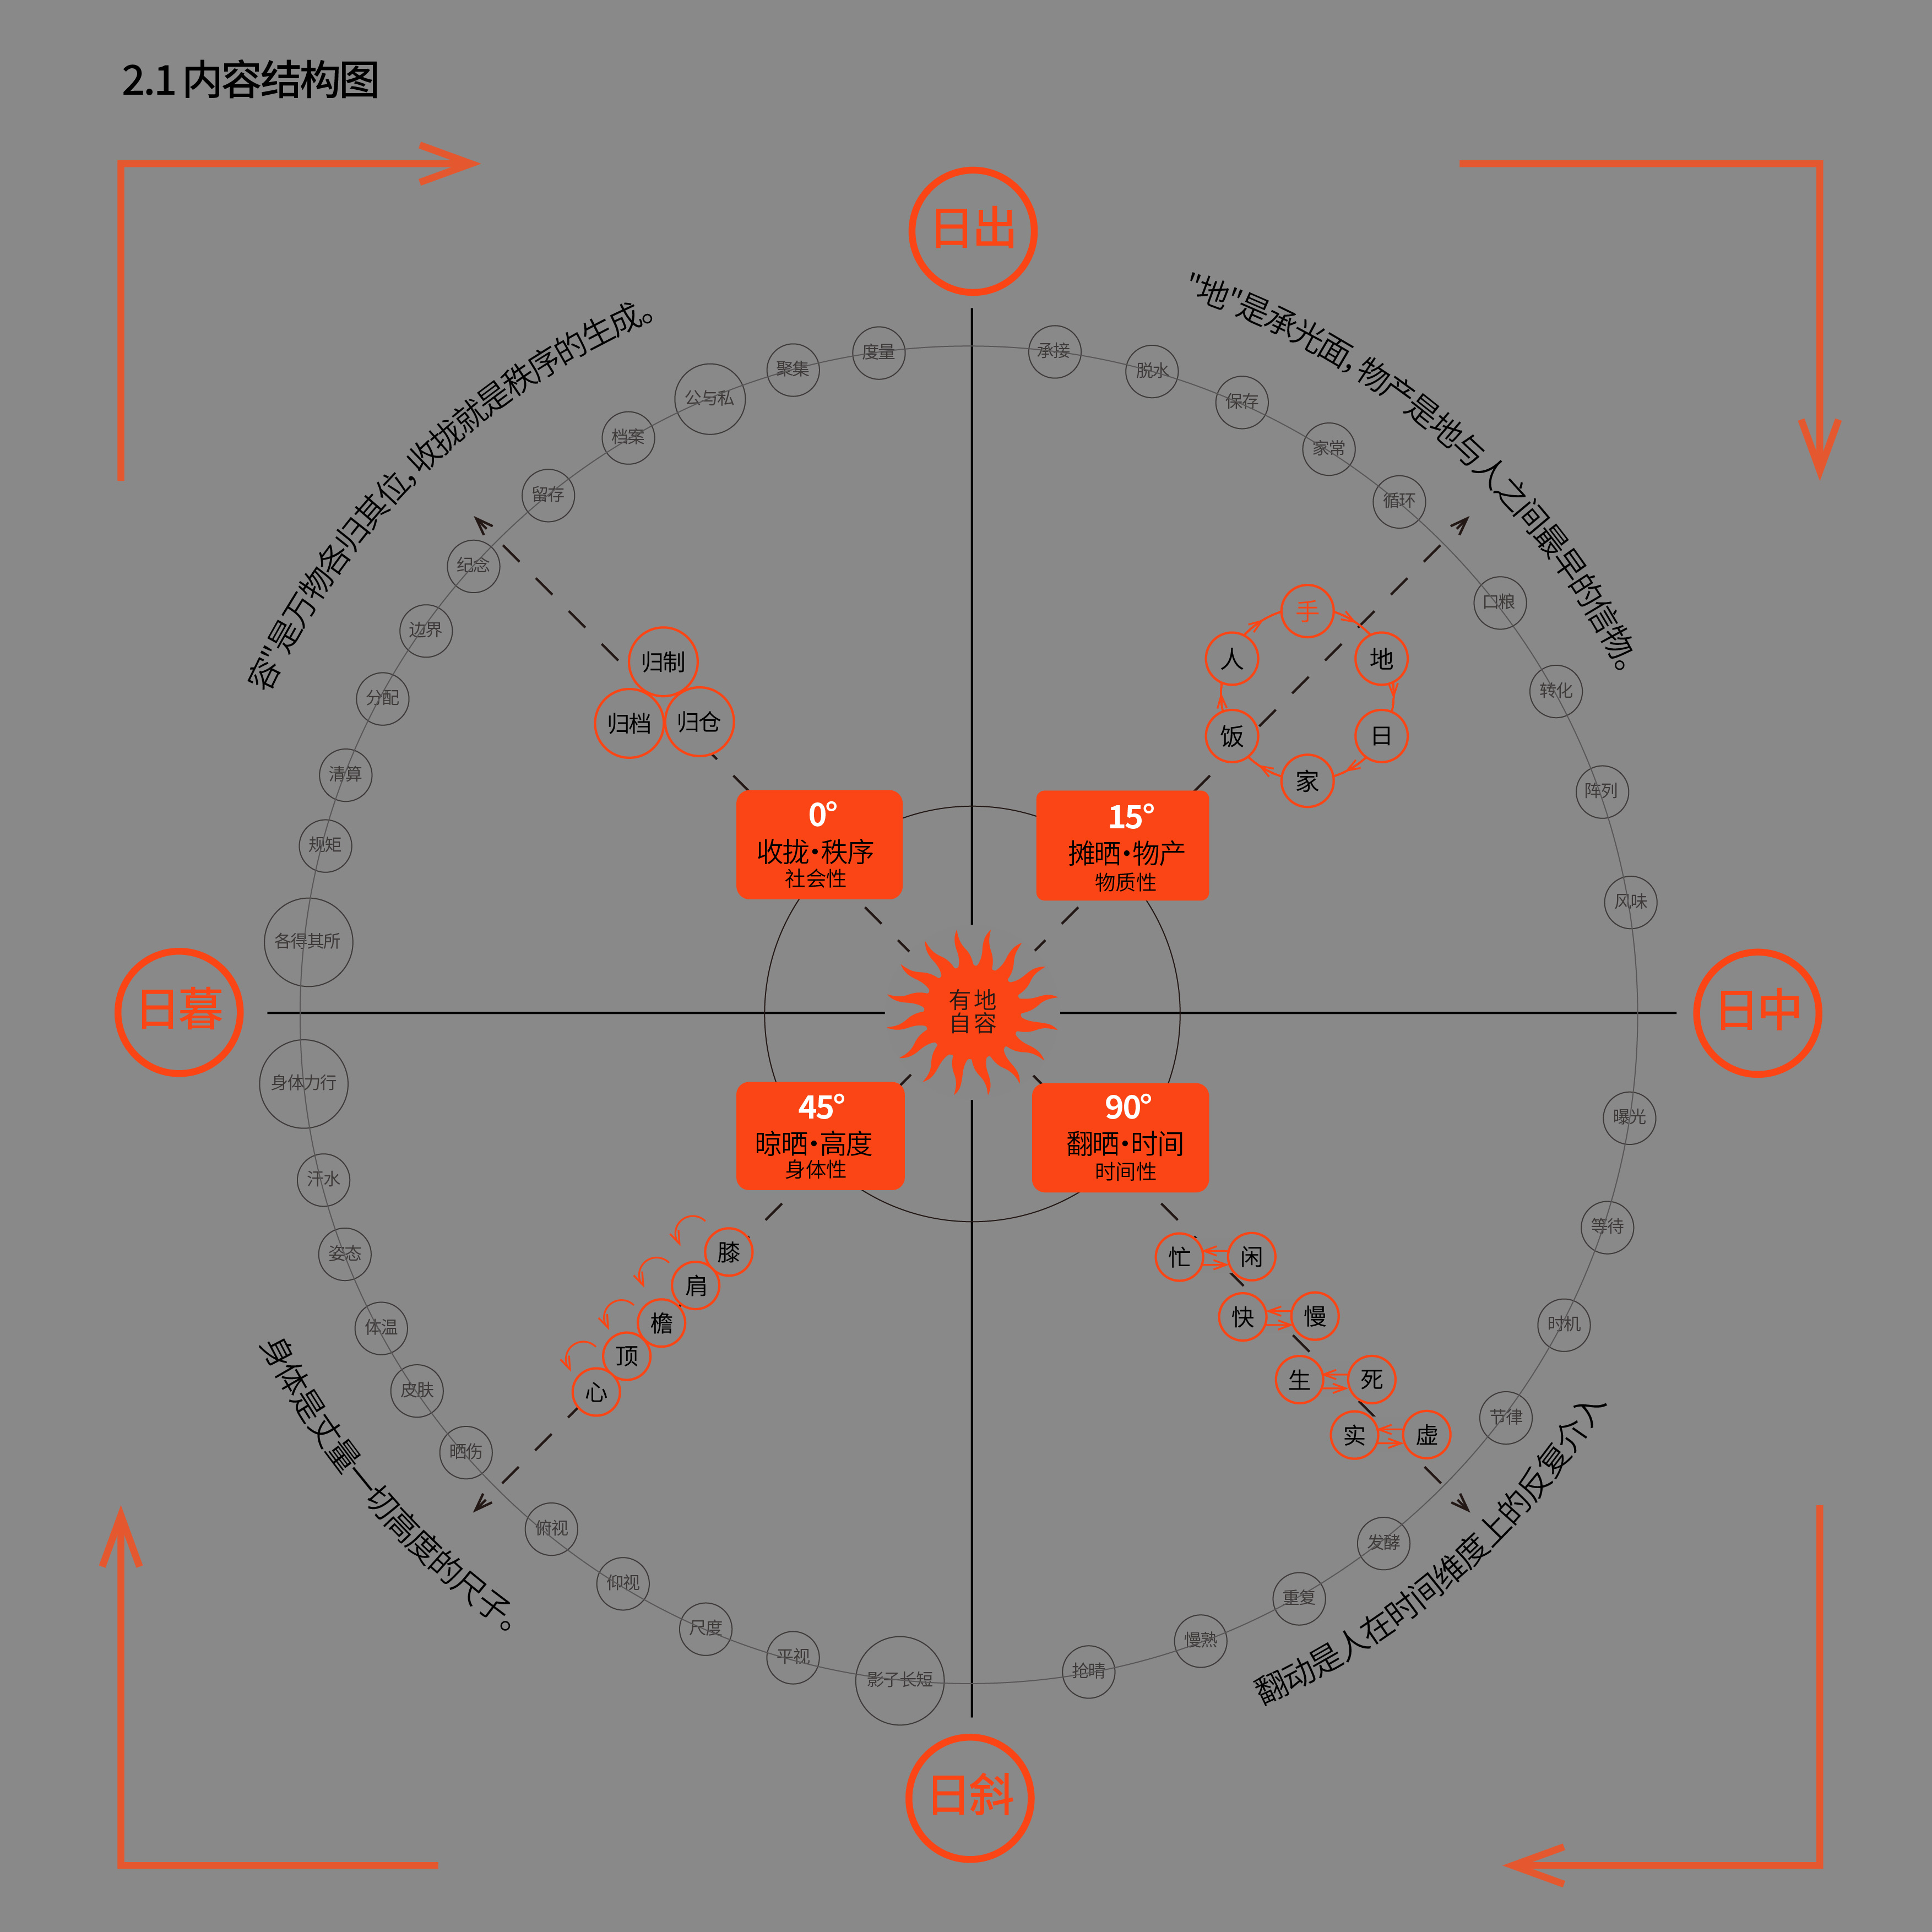 2.1 内容结构图
日出
日中
日斜
日暮
有地
自容
0°
收拢·秩序
社会性
15°
摊晒·物产
物质性
45°
晾晒·高度
身体性
90°
翻晒·时间
时间性
"地"是承光面，物产是地与人之间最早的信物。
承接
脱水
保存
家常
循环
口粮
转化
阵列
风味
手
地
日
家
饭
人
翻动是人在时间维度上的反复介入
曝光
等待
时机
节律
发酵
重复
慢熟
抢晴
忙
闲
快
慢
生
死
实
虚
身体是丈量一切高度的尺子。
影子长短
平视
尺度
仰视
俯视
晒伤
皮肤
体温
姿态
汗水
身体力行
膝
肩
檐
顶
心
容"是万物各归其位，收拢就是秩序的生成。
各得其所
规矩
清算
分配
边界
纪念
留存
档案
公与私
聚集
度量
归制
归档
归仓